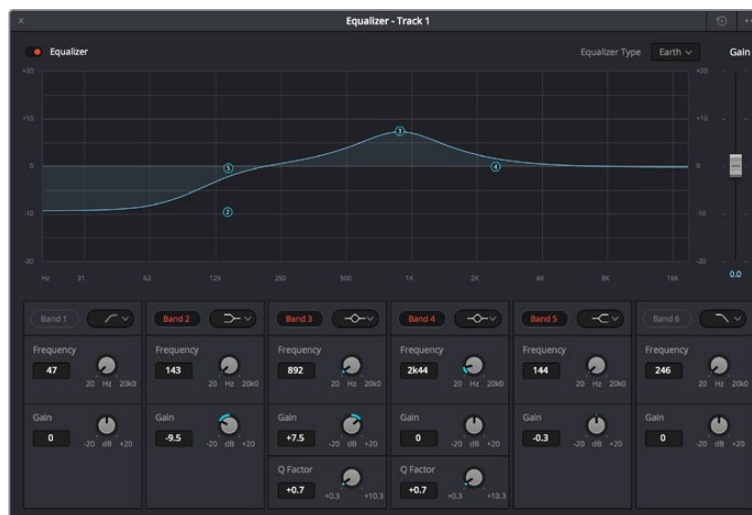 Equalizer - Track 1
Equalizer
Equalizer Type Earth Gain
+20 +20
+10 +10
0 0
-10 -10
-20 -20
Hz 31 62 125 250 500 1K 2K 4K 8K 16K
0.0
3
5
4
2
Band 1 Band 2 Band 3 Band 4 Band 5 Band 6
Frequency Frequency Frequency Frequency Frequency Frequency
47 143 892 2k44 144 246
20 Hz 20k0 20 Hz 20k0 20 Hz 20k0 20 Hz 20k0 20 Hz 20k0 20 Hz 20k0
Gain Gain Gain Gain Gain Gain
0 -9.5 +7.5 0 -0.3 0
-20 dB +20 -20 dB +20 -20 dB +20 -20 dB +20 -20 dB +20 -20 dB +20
Q Factor Q Factor
+0.7 +0.7
+0.3 +10.3 +0.3 +10.3